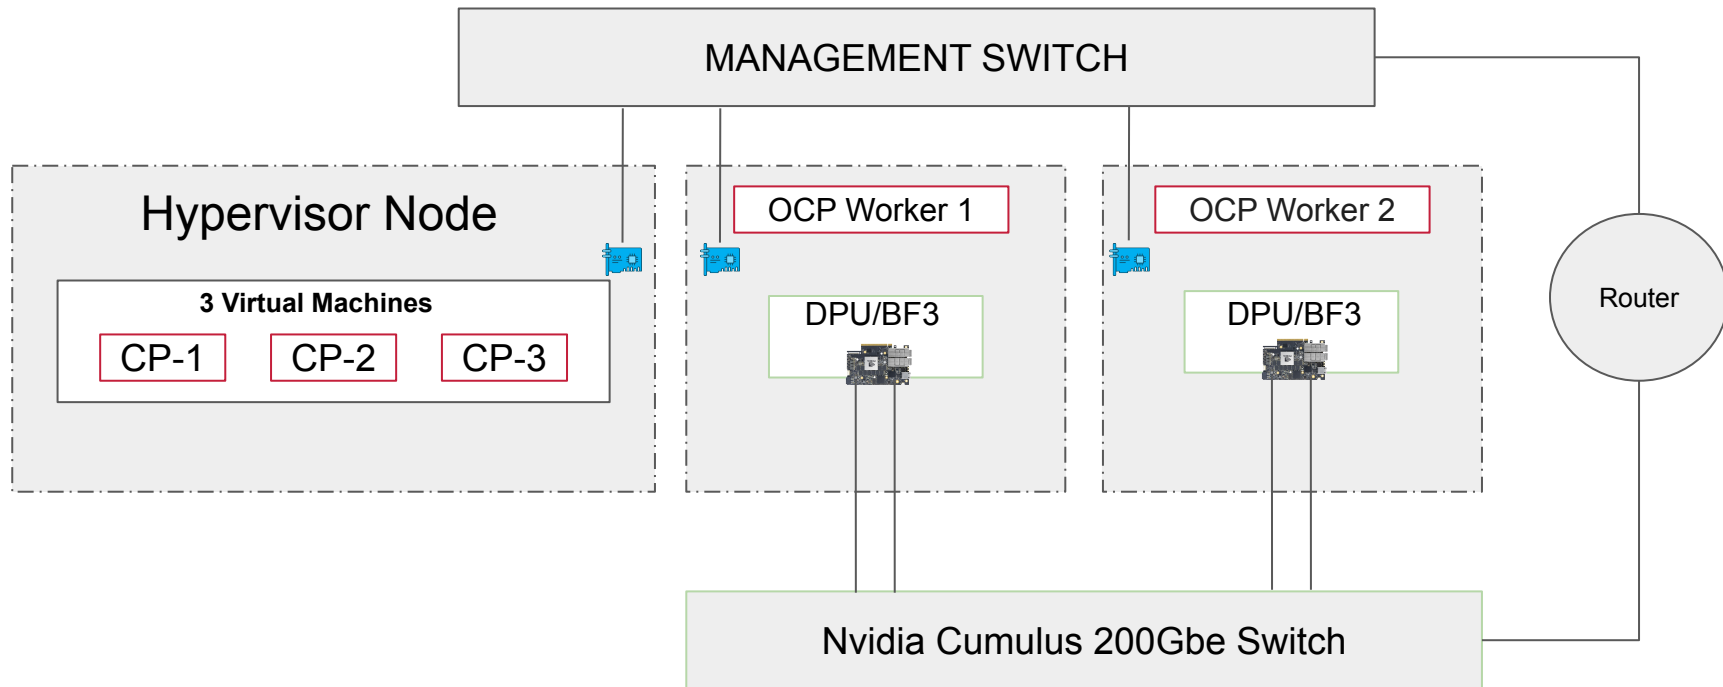 MANAGEMENT SWITCH
Hypervisor Node
3 Virtual Machines
CP-1
CP-2
CP-3
OCP Worker 1
DPU/BF3
OCP Worker 2
DPU/BF3
Router
Nvidia Cumulus 200Gbe Switch